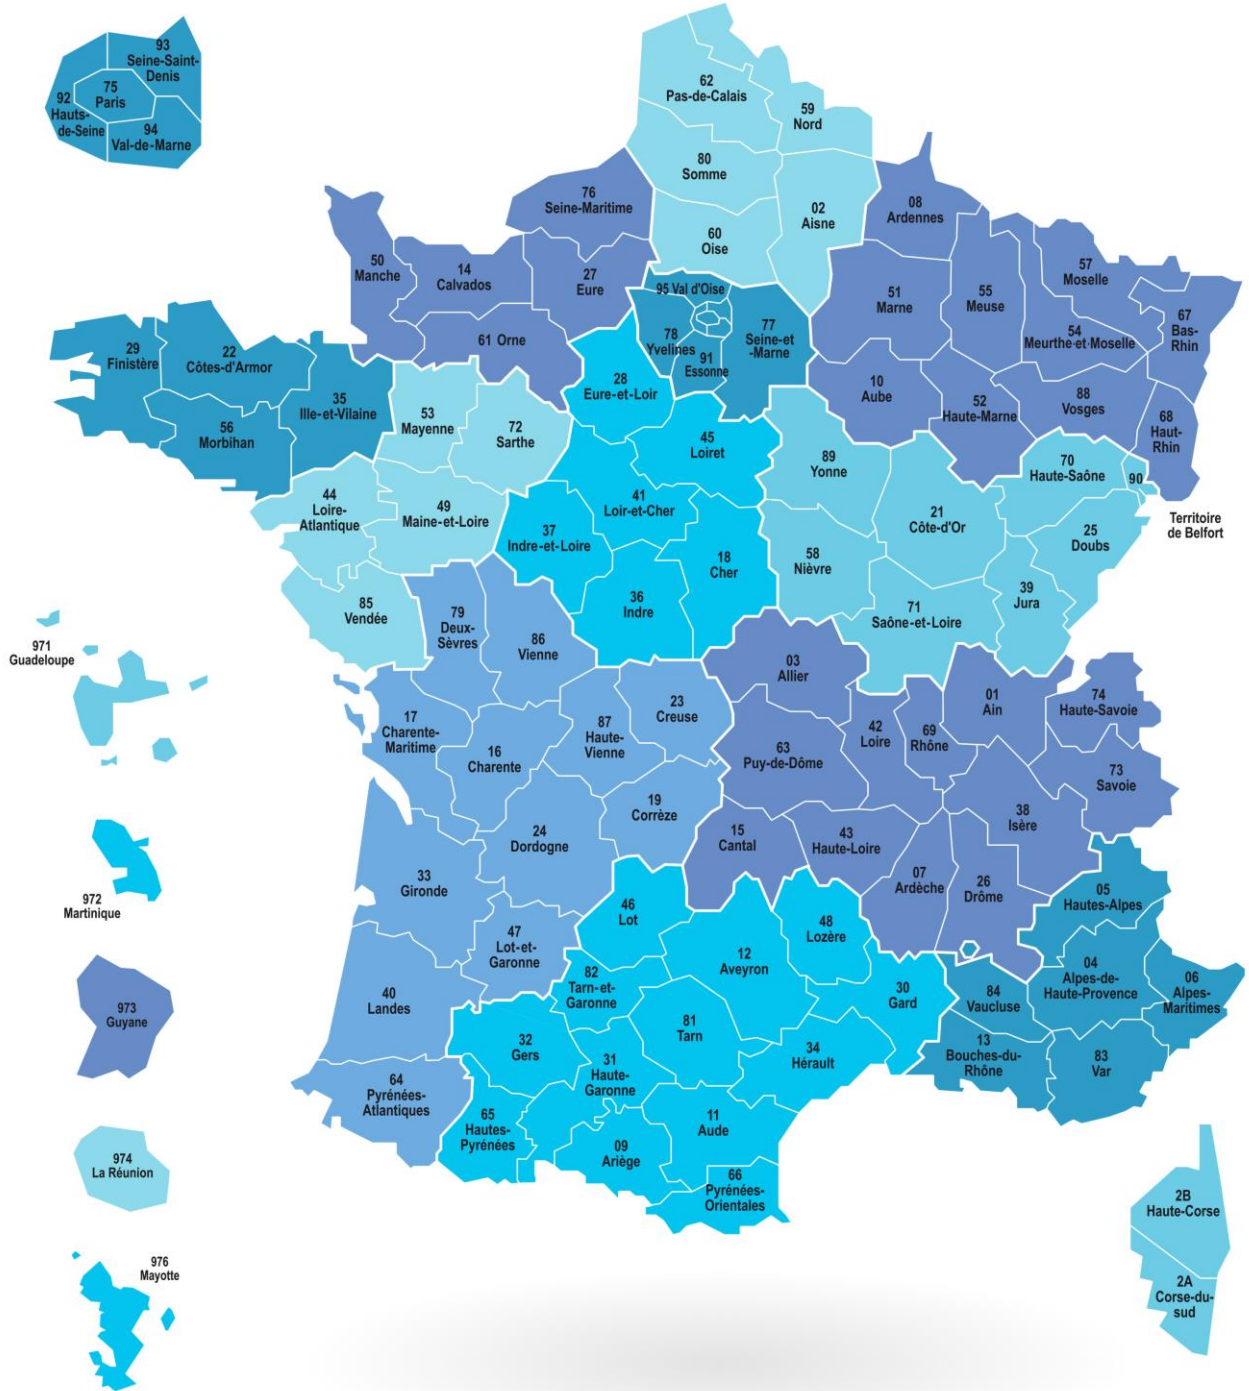 93
Seine-Saint-
Denis
75
Paris
92
Hauts-
de-Seine
94
Val-de-Marne
62
Pas-de-Calais
59
Nord
80
Somme
02
Aisne
60
Oise
76
Seine-Maritime
27
Eure
50
Manche
14
Calvados
61 Orne
08
Ardennes
51
Marne
55
Meuse
57
Moselle
54
Meurthe-et-Moselle
67
Bas-
Rhin
10
Aube
52
Haute-Marne
88
Vosges
68
Haut-
Rhin
95 Val d'Oise
78
Yvelines
91
Essonne
77
Seine-et
-Marne
29
Finistère
22
Côtes-d'Armor
35
Ille-et-Vilaine
56
Morbihan
53
Mayenne
72
Sarthe
44
Loire-
Atlantique
49
Maine-et-Loire
85
Vendée
28
Eure-et-Loir
45
Loiret
41
Loir-et-Cher
37
Indre-et-Loire
18
Cher
36
Indre
89
Yonne
21
Côte-d'Or
70
Haute-Saône
90
Territoire
de Belfort
25
Doubs
58
Nièvre
71
Saône-et-Loire
39
Jura
79
Deux-
Sèvres
86
Vienne
17
Charente-
Maritime
16
Charente
87
Haute-
Vienne
23
Creuse
19
Corrèze
24
Dordogne
33
Gironde
47
Lot-et-
Garonne
40
Landes
64
Pyrénées-
Atlantiques
03
Allier
63
Puy-de-Dôme
42
Loire
69
Rhône
01
Ain
74
Haute-Savoie
73
Savoie
38
Isère
15
Cantal
43
Haute-Loire
07
Ardèche
26
Drôme
46
Lot
48
Lozère
12
Aveyron
82
Tarn-et-
Garonne
81
Tarn
30
Gard
32
Gers
31
Haute-
Garonne
34
Hérault
65
Hautes-
Pyrénées
09
Ariège
11
Aude
66
Pyrénées-
Orientales
05
Hautes-Alpes
04
Alpes-de-
Haute-Provence
06
Alpes-
Maritimes
84
Vaucluse
13
Bouches-du-
Rhône
83
Var
2B
Haute-Corse
2A
Corse-du-
sud
971
Guadeloupe
972
Martinique
973
Guyane
974
La Réunion
976
Mayotte